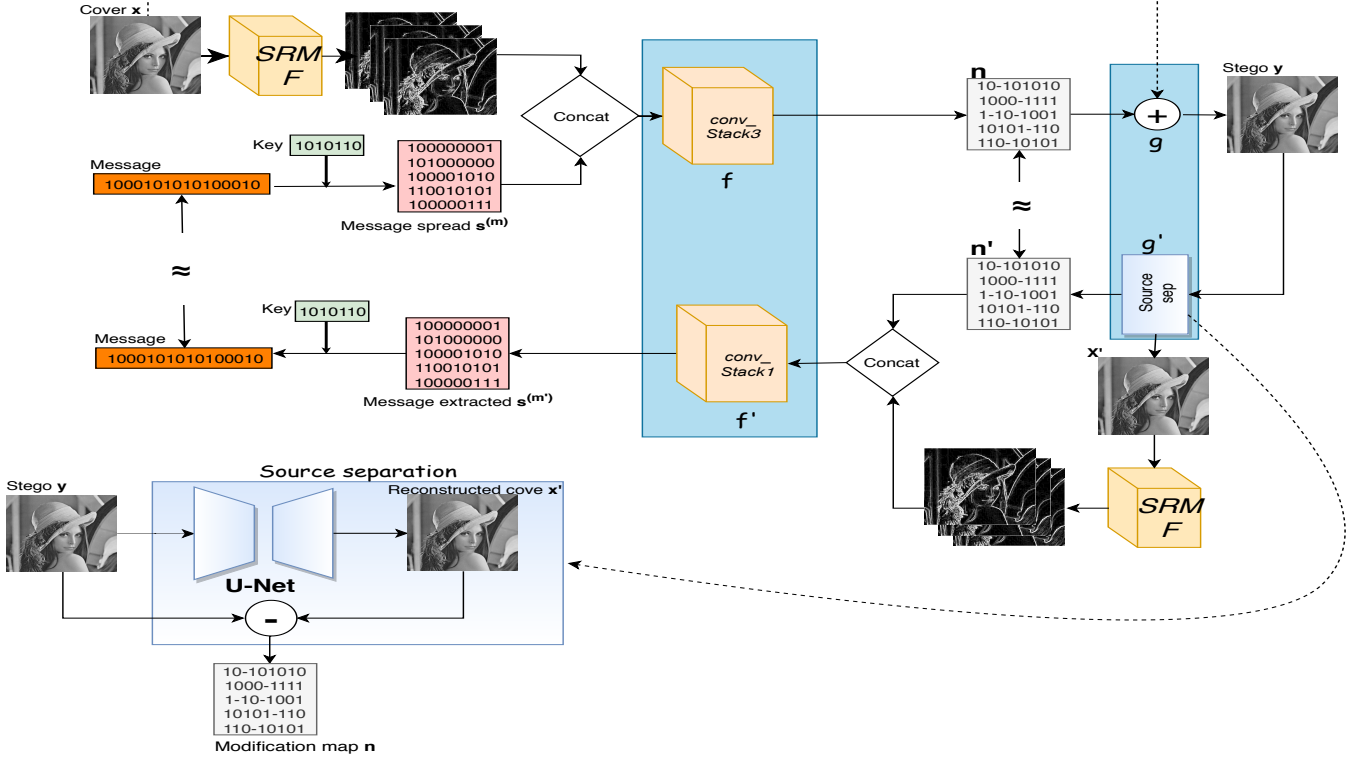 Cover x
SRM
F
Concat
conv_
Stack3
f
n
10-101010
1000-1111
1-10-1001
10101-110
110-10101
+
g
Stego y
Key
1010110
Message
1000101010100010
100000001
101000000
100001010
110010101
100000111
Message spread s(m)
≈
≈
n'
10-101010
1000-1111
1-10-1001
10101-110
110-10101
g'
Source
sep
Key
1010110
Message
1000101010100010
100000001
101000000
100001010
110010101
100000111
Message extracted s(m')
conv_
Stack1
f'
Concat
x'
SRM
F
Source separation
Stego y
Reconstructed cove x'
U-Net
-
10-101010
1000-1111
1-10-1001
10101-110
110-10101
Modification map n